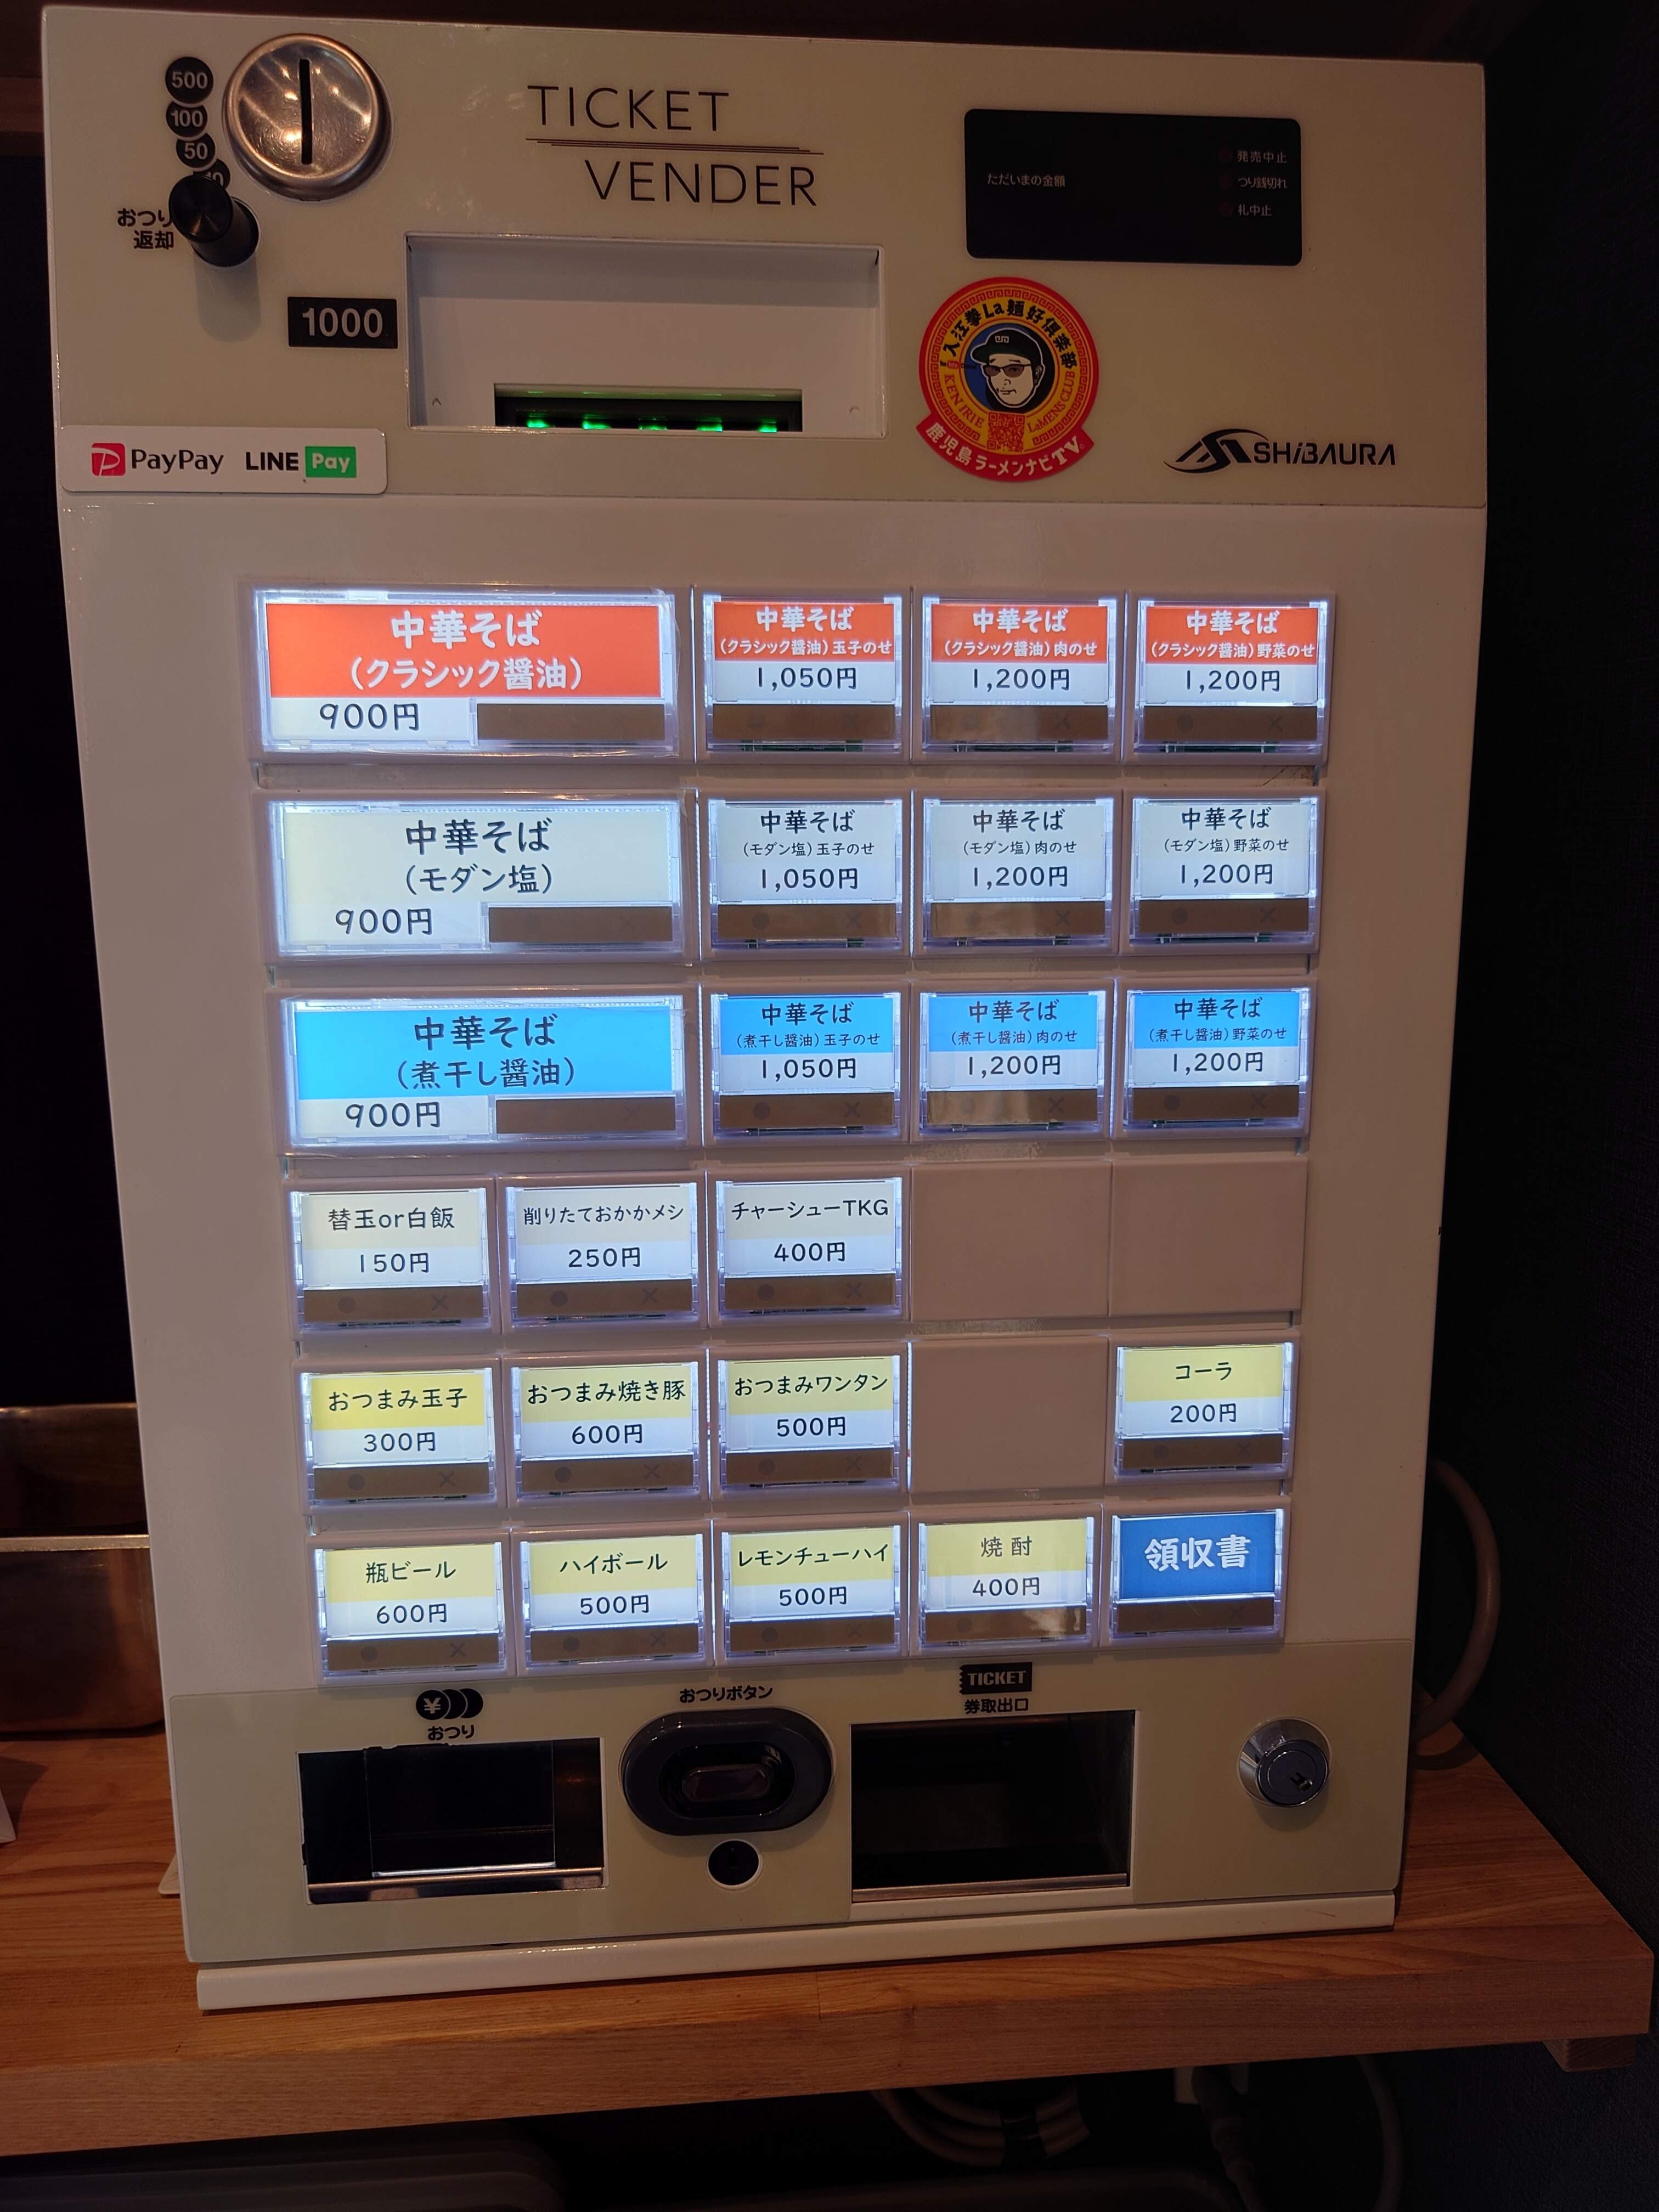 500
100
50
10
おつり
返却
TICKET
VENDER
ただいまの金額
発売中止
つり銭切れ
札中止
1000
入江拳La麺好倶楽部
KEN IRIE LaMENS CLUB
鹿児島ラーメンナビTV
PayPay LINE Pay
SHIBAURA
中華そば
(クラシック醤油)
900円
中華そば
(クラシック醤油)玉子のせ
1,050円
中華そば
(クラシック醤油)肉のせ
1,200円
中華そば
(クラシック醤油)野菜のせ
1,200円
中華そば
(モダン塩)
900円
中華そば
(モダン塩)玉子のせ
1,050円
中華そば
(モダン塩)肉のせ
1,200円
中華そば
(モダン塩)野菜のせ
1,200円
中華そば
(煮干し醤油)
900円
中華そば
(煮干し醤油)玉子のせ
1,050円
中華そば
(煮干し醤油)肉のせ
1,200円
中華そば
(煮干し醤油)野菜のせ
1,200円
替玉or白飯
150円
削りたておかかメシ
250円
チャーシューTKG
400円
おつまみ玉子
300円
おつまみ焼き豚
600円
おつまみワンタン
500円
コーラ
200円
瓶ビール
600円
ハイボール
500円
レモンチューハイ
500円
焼酎
400円
領収書
¥
おつり
おつりボタン
TICKET
券取出口